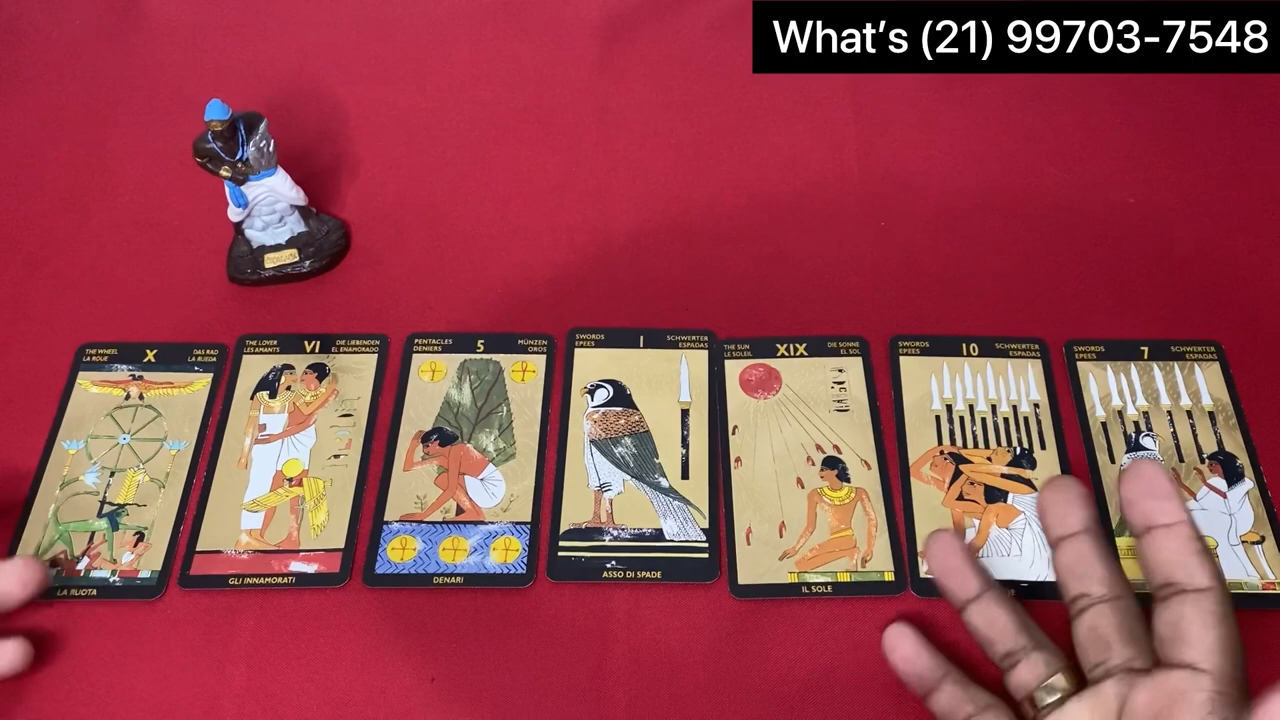 What's (21) 99703-7548
THE WHEEL
LA ROUE
X
DAS RAD
LA RUEDA
LA RUOTA
THE LOVER
LES AMANTS
VI
DIE LIEBENDEN
EL ENAMORADO
GLI INNAMORATI
PENTACLES
DENIERS
5
MÜNZEN
OROS
DENARI
SWORDS
EPEES
1
SCHWERTER
ESPADAS
ASSO DI SPADE
THE SUN
LE SOLEIL
XIX
DIE SONNE
EL SOL
IL SOLE
SWORDS
EPEES
10
SCHWERTER
ESPADAS
SWORDS
EPEES
7
SCHWERTER
ESPADAS